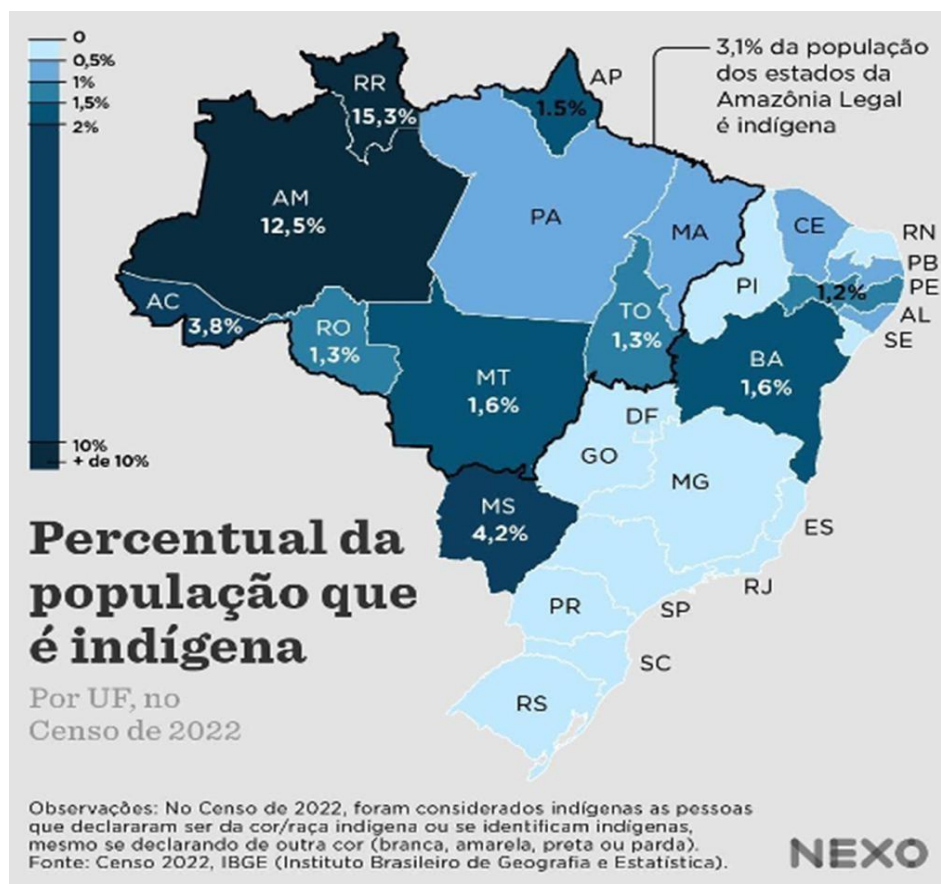 0
0,5%
1%
1,5%
2%
10%
+ de 10%
3,1% da população
dos estados da
Amazônia Legal
é indígena
RR
15,3%
AP
1.5%
AM
12,5%
PA
MA
CE
RN
PB
PE
1,2%
AL
SE
PI
AC
3,8%
RO
1,3%
TO
1,3%
MT
1,6%
BA
1,6%
DF
GO
MG
MS
4,2%
ES
RJ
SP
PR
SC
RS
Percentual da
população que
é indígena
Por UF, no
Censo de 2022
Observações: No Censo de 2022, foram considerados indígenas as pessoas
que declararam ser da cor/raça indígena ou se identificam indígenas,
mesmo se declarando de outra cor (branca, amarela, preta ou parda).
Fonte: Censo 2022, IBGE (Instituto Brasileiro de Geografia e Estatística).
NEXO